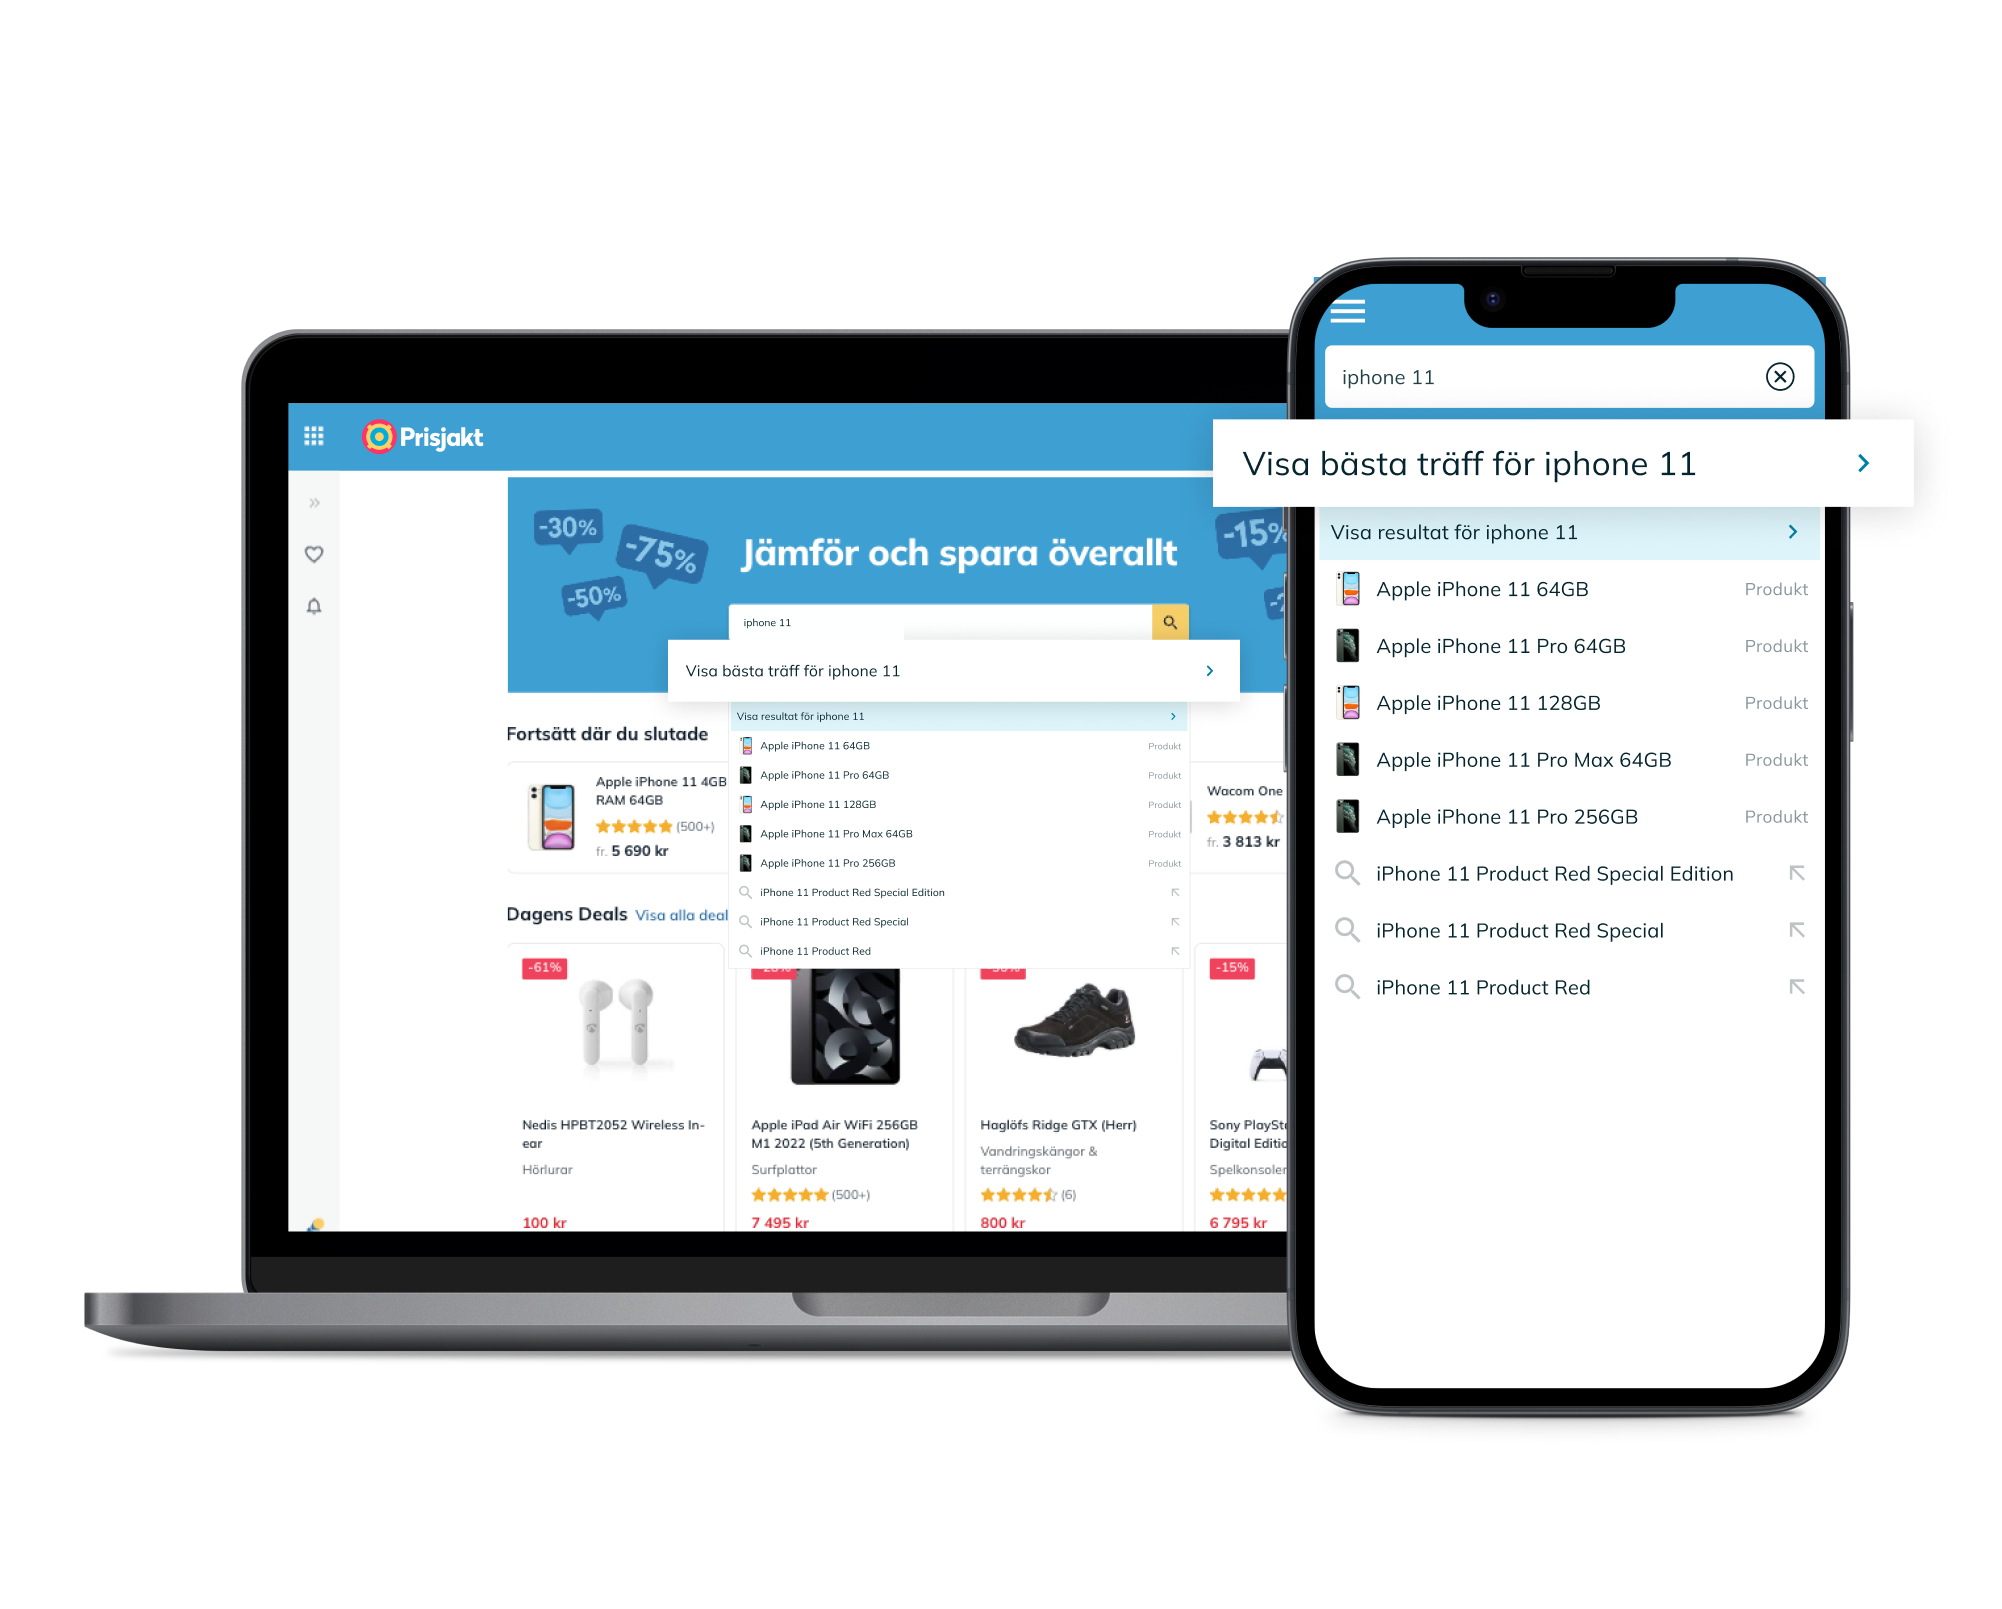 Prisjakt
-30%
-75%
-50%
Jämför och spara överallt
-15%
iphone 11
Visa bästa träff för iphone 11
Visa resultat för iphone 11
Apple iPhone 11 64GB Produkt
Apple iPhone 11 Pro 64GB Produkt
Apple iPhone 11 128GB Produkt
Apple iPhone 11 Pro Max 64GB Produkt
Apple iPhone 11 Pro 256GB Produkt
iPhone 11 Product Red Special Edition
iPhone 11 Product Red Special
iPhone 11 Product Red
Fortsätt där du slutade
Apple iPhone 11 4GB
RAM 64GB
(500+)
fr. 5 690 kr
Wacom One
fr. 3 813 kr
Dagens Deals Visa alla deal
-61%
Nedis HPBT2052 Wireless In-
ear
Hörlurar
100 kr
Apple iPad Air WiFi 256GB
M1 2022 (5th Generation)
Surfplattor
(500+)
7 495 kr
Haglöfs Ridge GTX (Herr)
Vandringskängor &
terrängskor
(6)
800 kr
-15%
Sony PlaySt
Digital Editio
Spelkonsoler
6 795 kr
iphone 11
Visa bästa träff för iphone 11
Visa resultat för iphone 11
Apple iPhone 11 64GB Produkt
Apple iPhone 11 Pro 64GB Produkt
Apple iPhone 11 128GB Produkt
Apple iPhone 11 Pro Max 64GB Produkt
Apple iPhone 11 Pro 256GB Produkt
iPhone 11 Product Red Special Edition
iPhone 11 Product Red Special
iPhone 11 Product Red